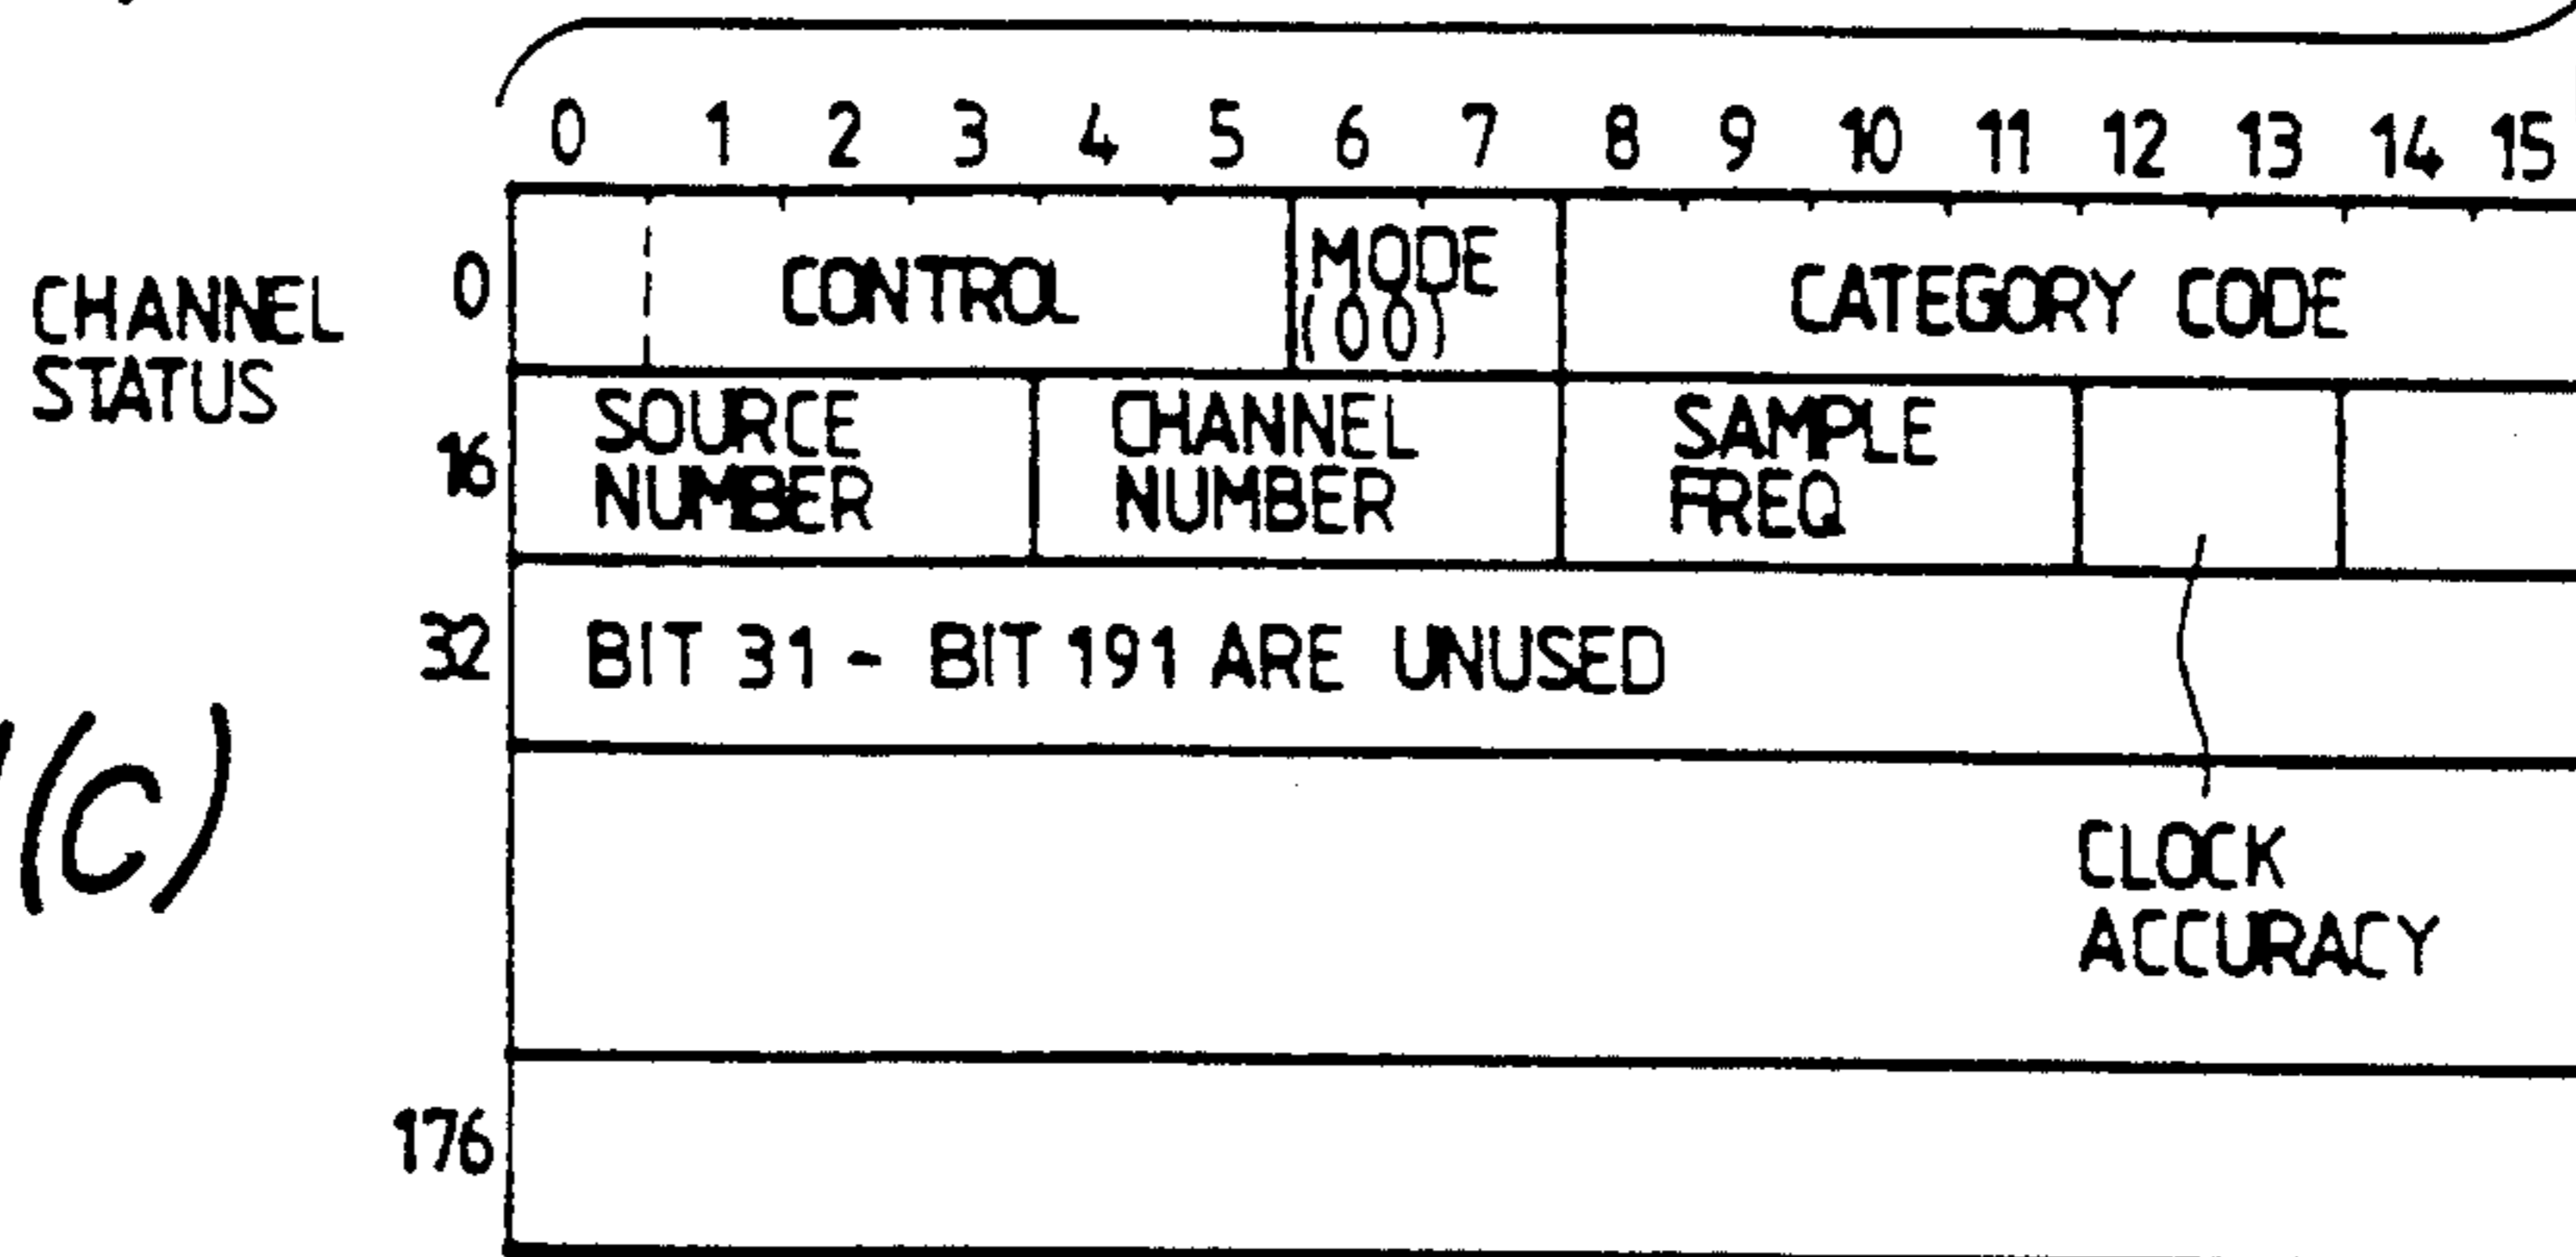 0 1 2 3 4 5 6 7 8 9 10 11 12 13 14 15
CHANNEL
STATUS
0
CONTROL
MODE
(00)
CATEGORY CODE
16
SOURCE
NUMBER
CHANNEL
NUMBER
SAMPLE
FREQ
32
BIT 31 - BIT 191 ARE UNUSED
(C)
CLOCK
ACCURACY
176